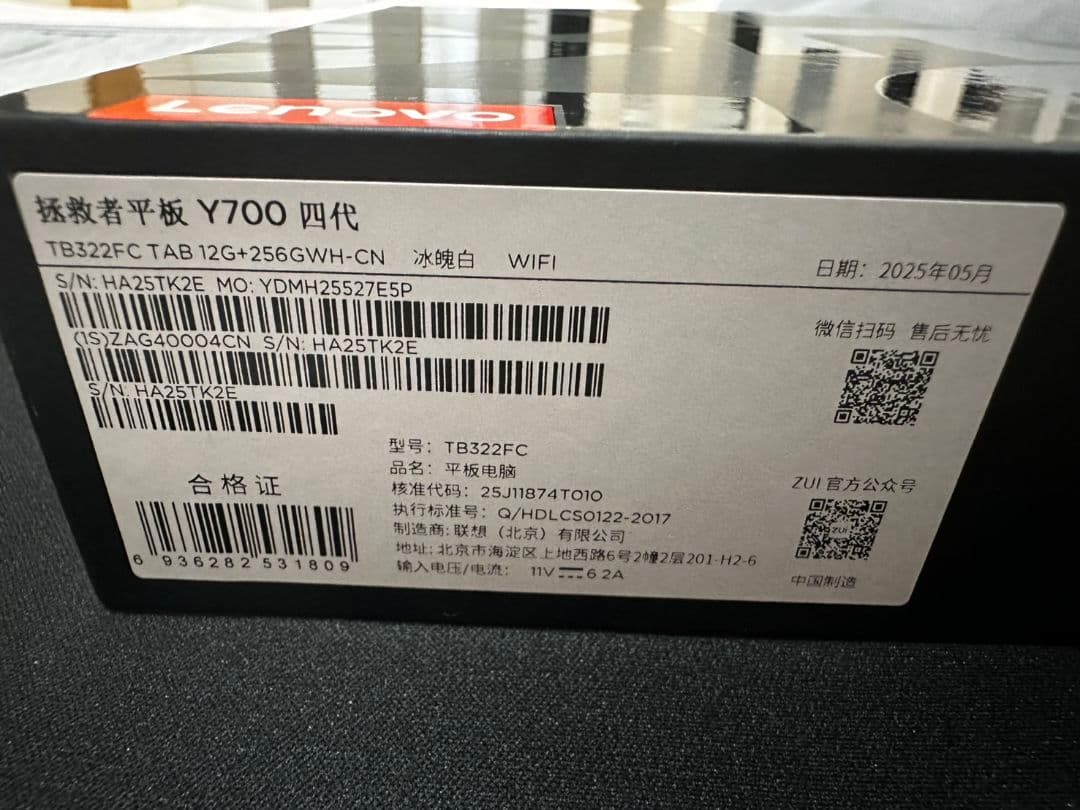 Lenovo
拯救者平板 Y700 四代
TB322FC TAB 12G+256GWH-CN 冰魄白 WIFI
日期：2025年05月
S/N: HA25TK2E MO: YDMH25527E5P
(1S)ZAG40004CN S/N: HA25TK2E
S/N: HA25TK2E
微信扫码 售后无忧
合格证
6 936282 531809
型号：TB322FC
品名：平板电脑
核准代码：25J11874T010
执行标准号：Q/HDLCS0122-2017
制造商:联想（北京）有限公司
地址:北京市海淀区上地西路6号2幢2层201-H2-6
输入电压/电流： 11V⎓6.2A
ZUI 官方公众号
ZUI
中国制造